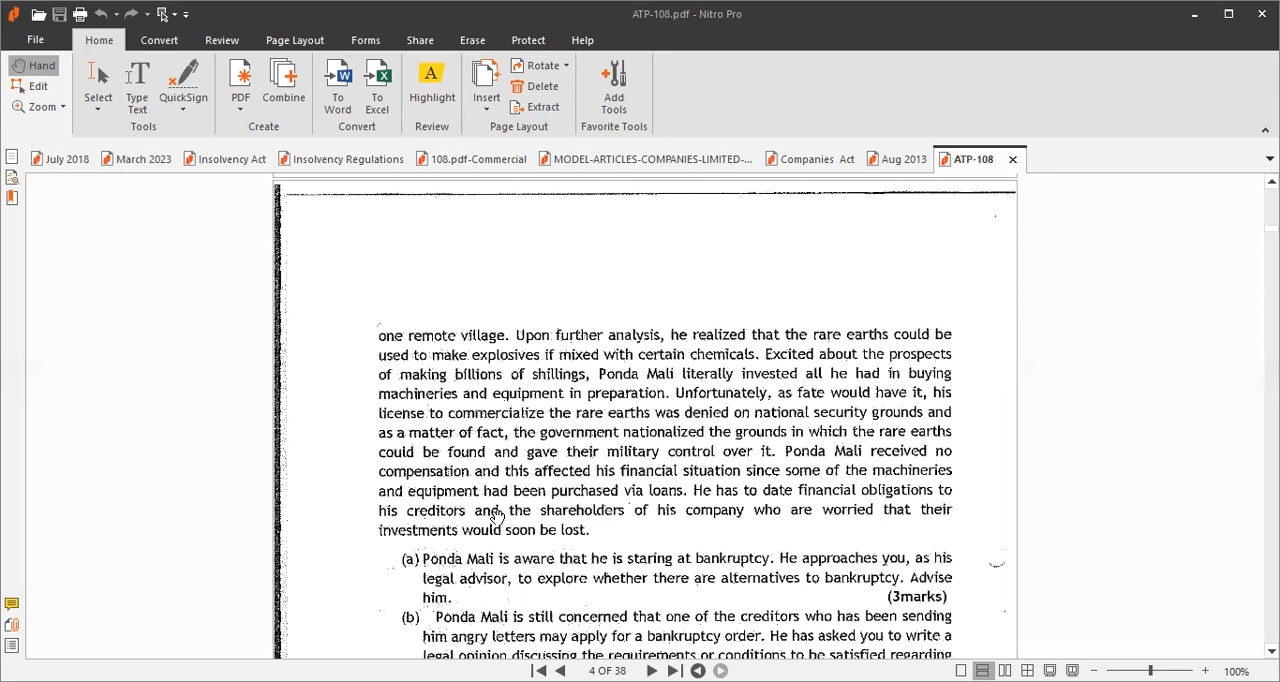 ATP-108.pdf - Nitro Pro
File Home Convert Review Page Layout Forms Share Erase Protect Help
Hand
Edit
Zoom
Select
Type Text
QuickSign
PDF
Combine
To Word
To Excel
Highlight
Insert
Rotate
Delete
Extract
Add Tools
Tools Create Convert Review Page Layout Favorite Tools
July 2018 March 2023 Insolvency Act Insolvency Regulations 108.pdf-Commercial MODEL-ARTICLES-COMPANIES-LIMITED-... Companies Act Aug 2013 ATP-108
one remote village. Upon further analysis, he realized that the rare earths could be
used to make explosives if mixed with certain chemicals. Excited about the prospects
of making billions of shillings, Ponda Mali literally invested all he had in buying
machineries and equipment in preparation. Unfortunately, as fate would have it, his
license to commercialize the rare earths was denied on national security grounds and
as a matter of fact, the government nationalized the grounds in which the rare earths
could be found and gave their military control over it. Ponda Mali received no
compensation and this affected his financial situation since some of the machineries
and equipment had been purchased via loans. He has to date financial obligations to
his creditors and the shareholders of his company who are worried that their
investments would soon be lost.
(a) Ponda Mali is aware that he is staring at bankruptcy. He approaches you, as his
legal advisor, to explore whether there are alternatives to bankruptcy. Advise
him. (3marks)
(b) Ponda Mali is still concerned that one of the creditors who has been sending
him angry letters may apply for a bankruptcy order. He has asked you to write a
legal opinion discussing the requirements or conditions to be satisfied regarding
4 OF 38
100%